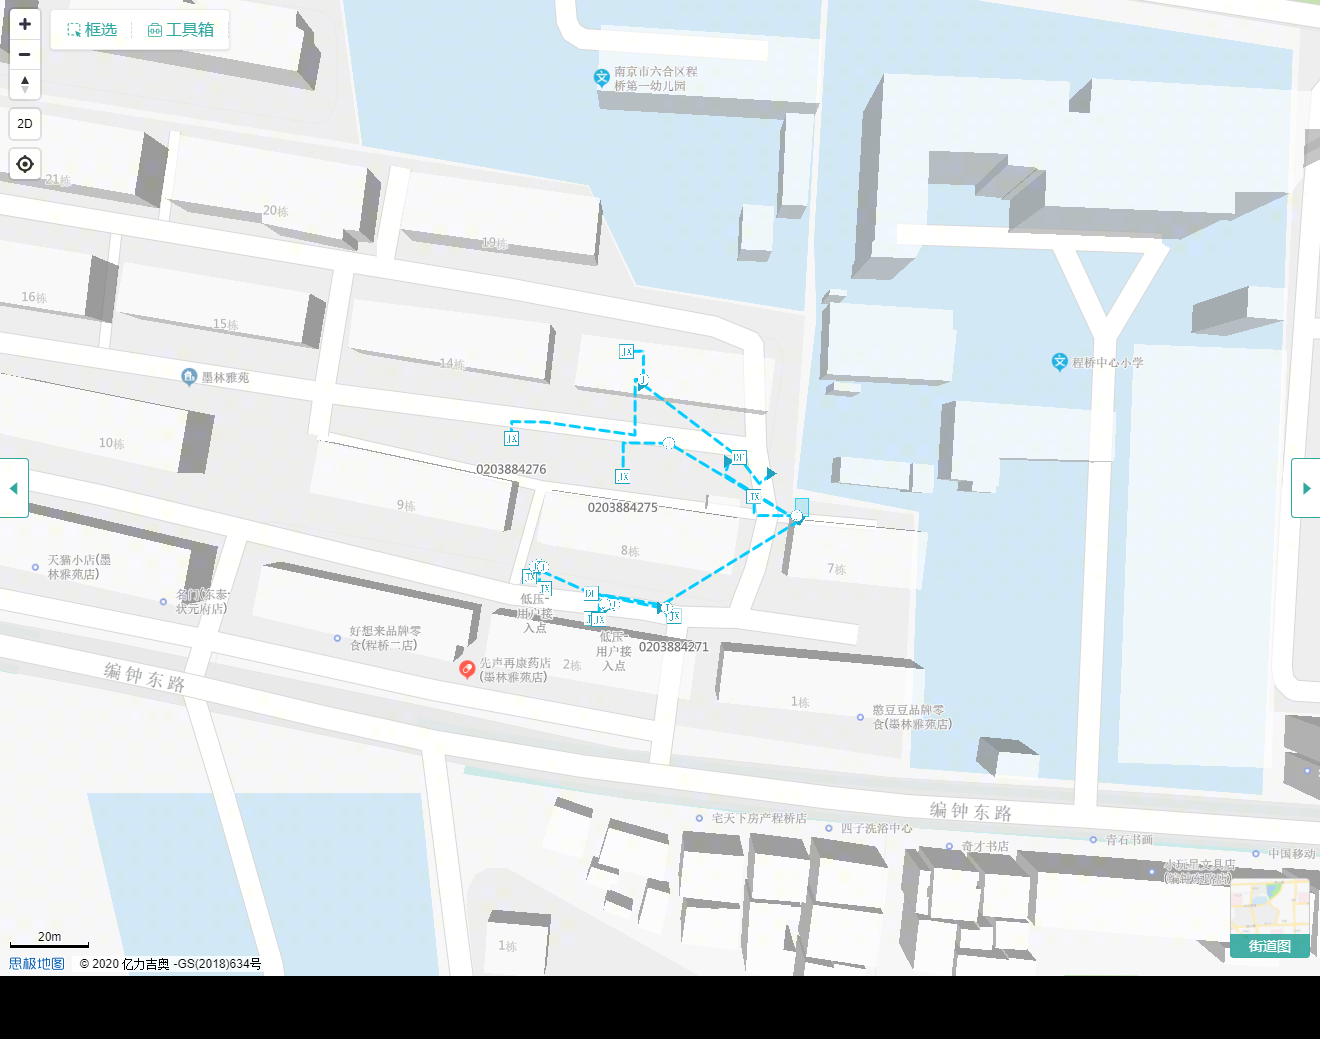 框选
工具箱
2D
南京市六合区程
桥第一幼儿园
21栋
20栋
19栋
16栋
15栋
14栋
墨林雅苑
程桥中心小学
JX
JX
JX
10栋
0203884276
JX
9栋
0203884275
8栋
7栋
天猫小店(墨
林雅苑店)
状元府店)
JX
JX
JX
JX
低压-
用户接
入点
低压-
用户接
入点
0203884271
好想来品牌零
食(程桥二店)
先声再康药店
(墨林雅苑店)
2栋
1栋
憨豆豆品牌零
食(墨林雅苑店)
编钟东路
编钟东路
宅天下房产程桥店
四子洗浴中心
奇才书店
青石书画
中国移动
小玩星文具店
(编钟东路店)
1栋
20m
思极地图
© 2020 亿力吉奥 -GS(2018)634号
街道图